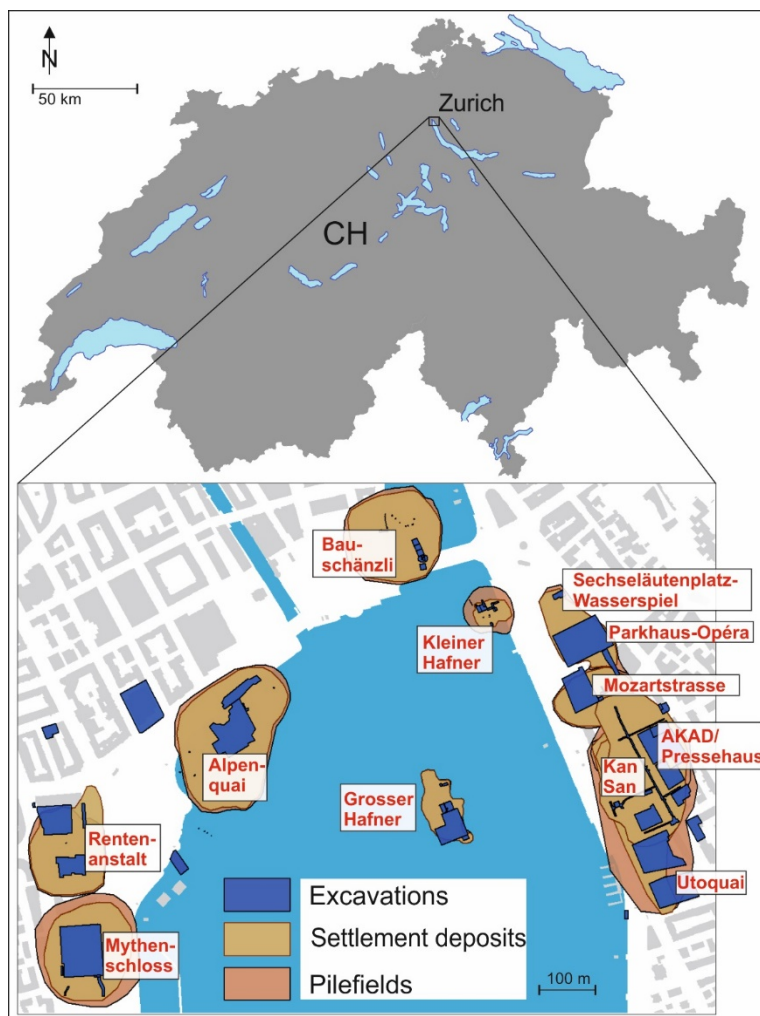 N
50 km
Zurich
CH
Bau-
schänzli
Kleiner
Hafner
Sechseläutenplatz-
Wasserspiel
Parkhaus-Opéra
Mozartstrasse
AKAD/
Pressehaus
Kan
San
Alpen-
quai
Grosser
Hafner
Renten-
anstalt
Utoquai
Mythen-
schloss
Excavations
Settlement deposits
Pilefields
100 m